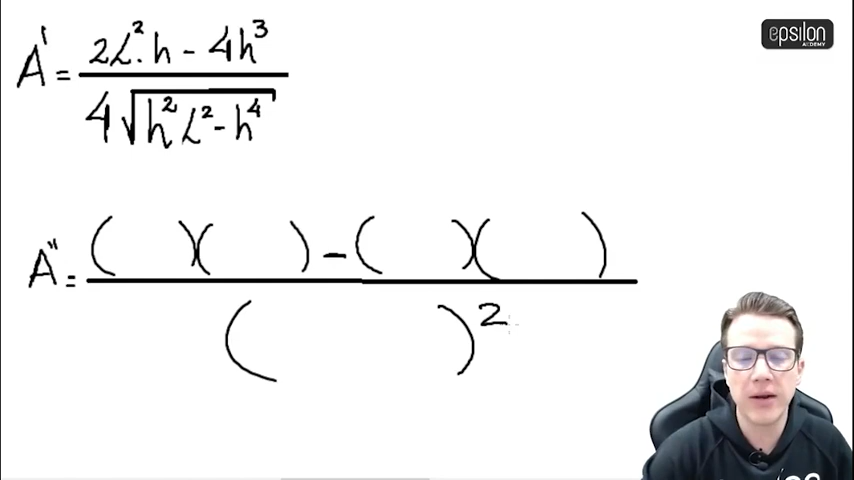 epsilon
ACADEMY
A' = (2L².h - 4h³) / (4√(h²L² - h⁴))
A'' = (( )( ) - ( )( )) / ( )²